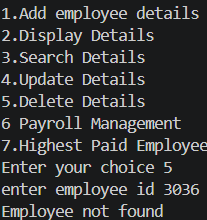 1.Add employee details
2.Display Details
3.Search Details
4.Update Details
5.Delete Details
6 Payroll Management
7.Highest Paid Employee
Enter your choice 5
enter employee id 3036
Employee not found